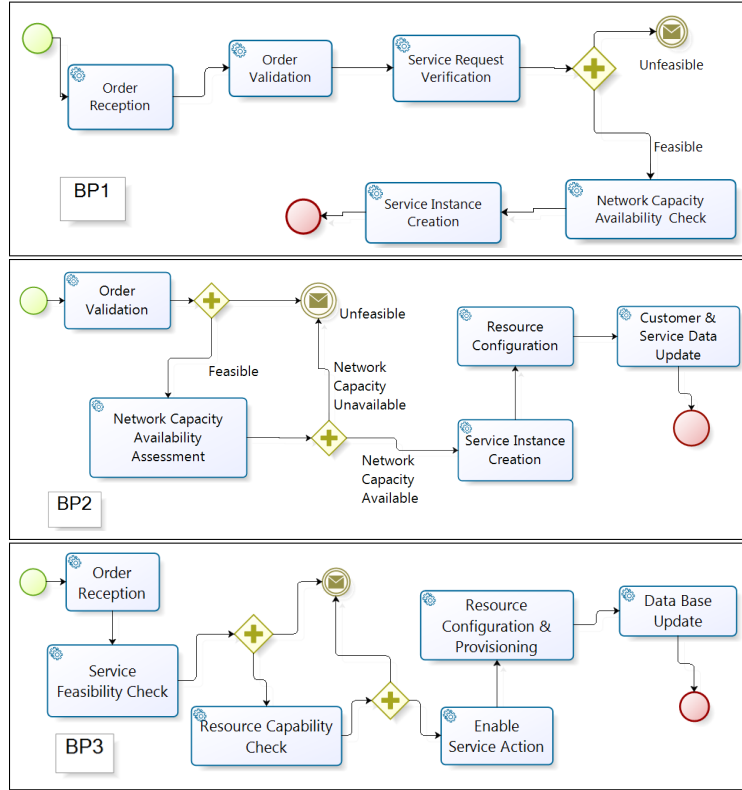 Order
Reception
Order
Validation
Service Request
Verification
Unfeasible
Feasible
BP1
Service Instance
Creation
Network Capacity
Availability Check
Order
Validation
Unfeasible
Feasible
Network
Capacity
Unavailable
Resource
Configuration
Customer &
Service Data
Update
Network Capacity
Availability
Assessment
Network
Capacity
Available
Service Instance
Creation
BP2
Order
Reception
Service
Feasibility Check
Resource
Configuration &
Provisioning
Data Base
Update
Resource Capability
Check
Enable
Service Action
BP3